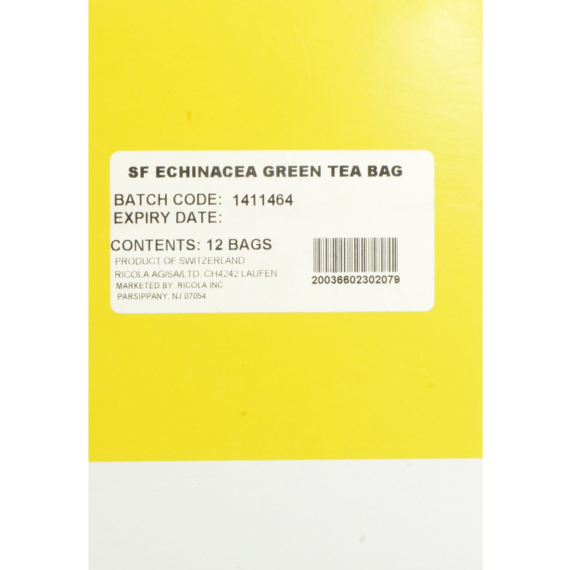 SF ECHINACEA GREEN TEA BAG
BATCH CODE: 1411464
EXPIRY DATE:
CONTENTS: 12 BAGS
PRODUCT OF SWITZERLAND
RICOLA AG/SA/LTD, CH4242 LAUFEN
MARKETED BY: RICOLA INC.
PARSIPPANY, NJ 07054
20036602302079